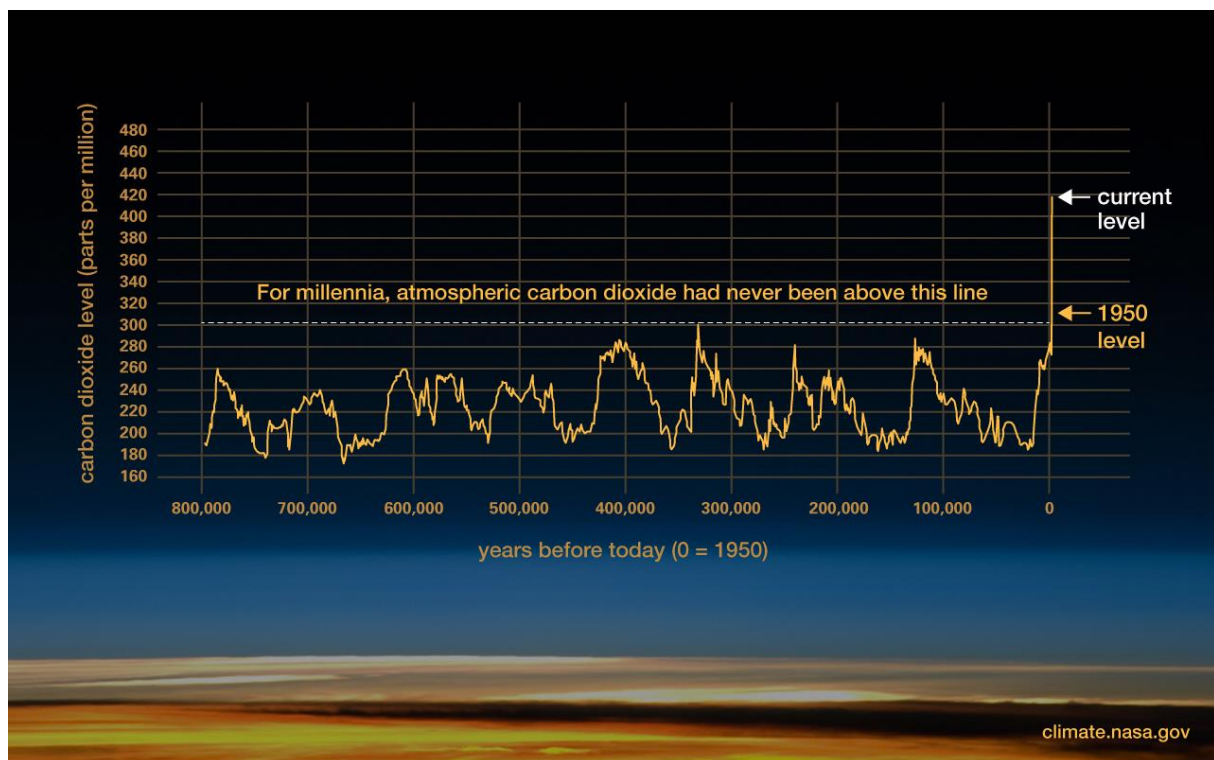 carbon dioxide level (parts per million)
480
460
440
420
400
380
360
340
320
300
280
260
240
220
200
180
160
For millennia, atmospheric carbon dioxide had never been above this line
current
level
1950
level
800,000 700,000 600,000 500,000 400,000 300,000 200,000 100,000 0
years before today (0 = 1950)
climate.nasa.gov